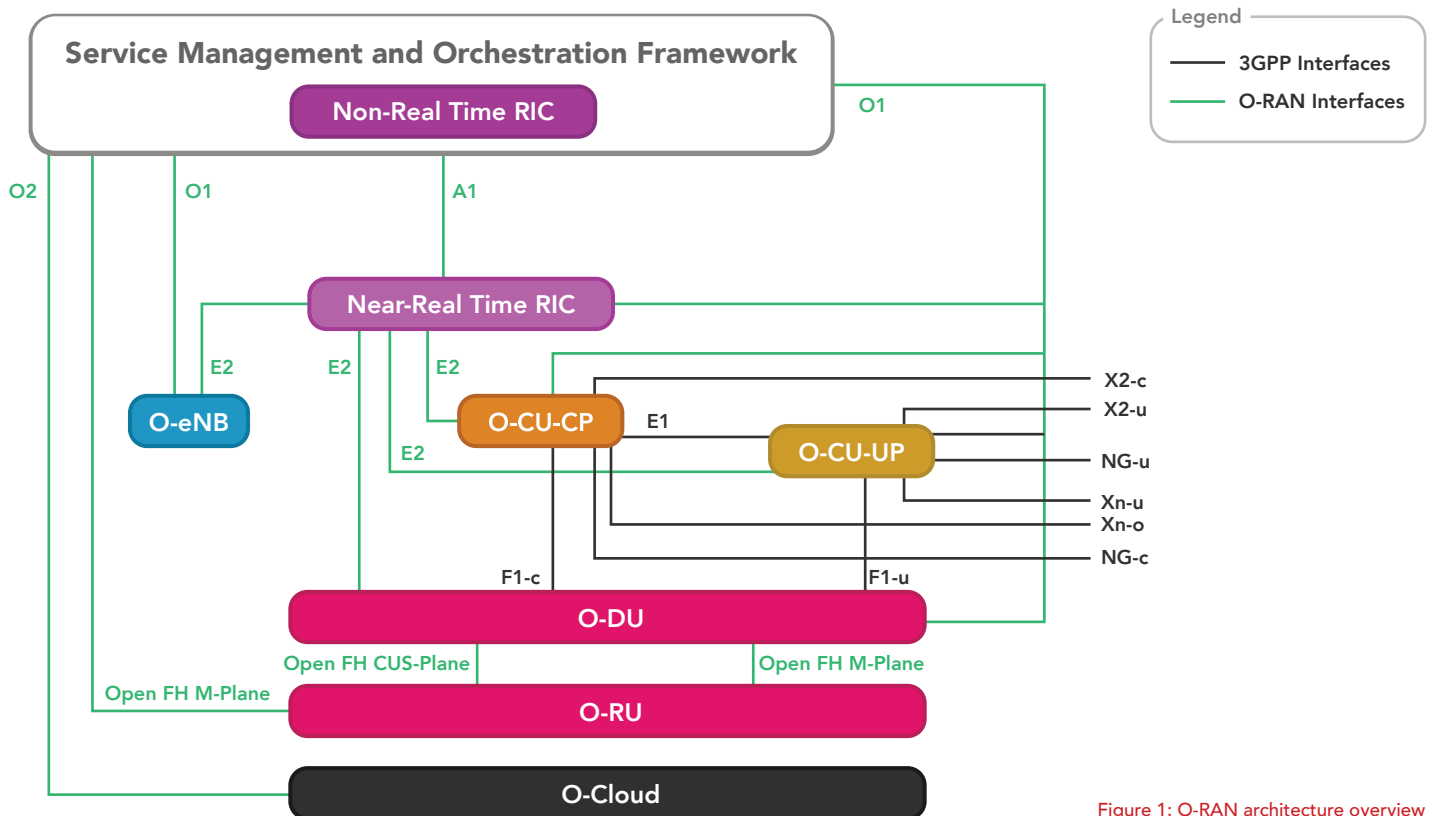 Legend
Service Management and Orchestration Framework
3GPP Interfaces
Non-Real Time RIC
O-RAN Interfaces
O1
O2
O1
A1
Near-Real Time RIC
E2
E2
E2
X2-c
O-eNB
O-CU-CP
E1
X2-u
E2
O-CU-UP
NG-u
Xn-u
Xn-o
NG-c
F1-c
F1-u
O-DU
Open FH CUS-Plane
Open FH M-Plane
Open FH M-Plane
O-RU
O-Cloud
Figure 1: O-RAN architecture overview